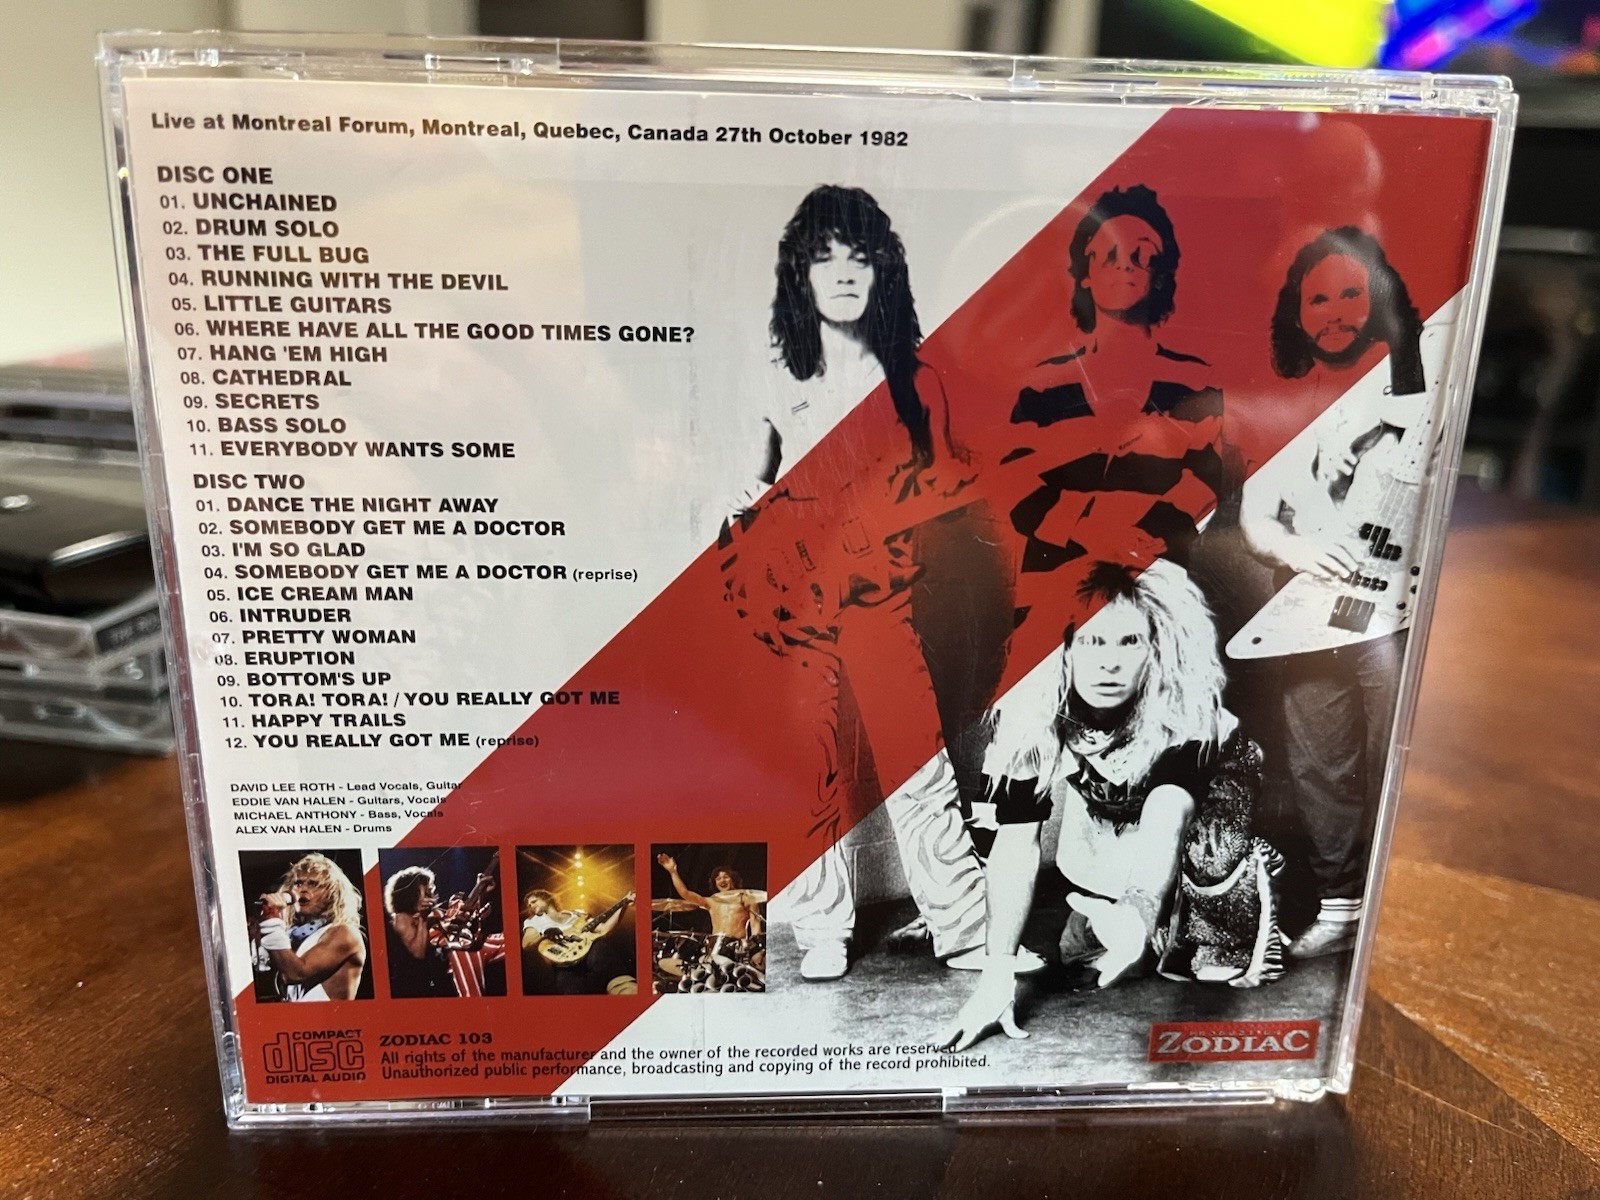 Live at Montreal Forum, Montreal, Quebec, Canada 27th October 1982
DISC ONE
01. UNCHAINED
02. DRUM SOLO
03. THE FULL BUG
04. RUNNING WITH THE DEVIL
05. LITTLE GUITARS
06. WHERE HAVE ALL THE GOOD TIMES GONE?
07. HANG 'EM HIGH
08. CATHEDRAL
09. SECRETS
10. BASS SOLO
11. EVERYBODY WANTS SOME
DISC TWO
01. DANCE THE NIGHT AWAY
02. SOMEBODY GET ME A DOCTOR
03. I'M SO GLAD
04. SOMEBODY GET ME A DOCTOR (reprise)
05. ICE CREAM MAN
06. INTRUDER
07. PRETTY WOMAN
08. ERUPTION
09. BOTTOM'S UP
10. TORA! TORA! / YOU REALLY GOT ME
11. HAPPY TRAILS
12. YOU REALLY GOT ME (reprise)
DAVID LEE ROTH - Lead Vocals, Guitar
EDDIE VAN HALEN - Guitars, Vocals
MICHAEL ANTHONY - Bass, Vocals
ALEX VAN HALEN - Drums
COMPACT
disc
DIGITAL AUDIO
ZODIAC 103
All rights of the manufacturer and the owner of the recorded works are reserved
Unauthorized public performance, broadcasting and copying of the record prohibited.
ZODIAC